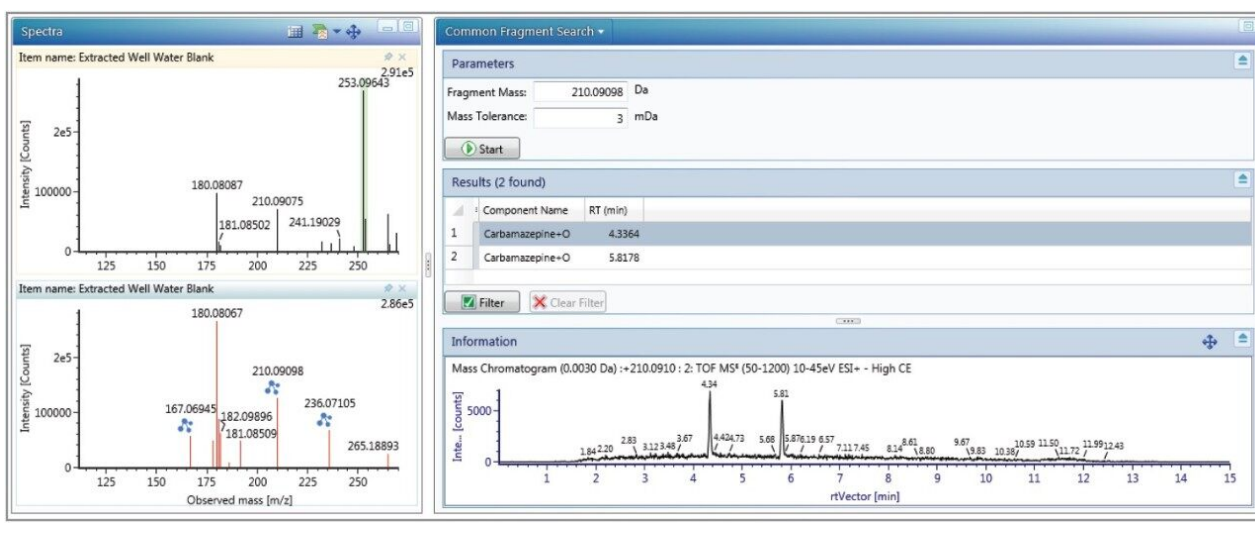 Spectra
Item name: Extracted Well Water Blank
2.91e5
253.09643
Intensity [Counts]
2e5
100000
0
180.08087
210.09075
181.08502
241.19029
125 150 175 200 225 250
Item name: Extracted Well Water Blank
2.86e5
180.08067
Intensity [Counts]
2e5
100000
0
210.09098
167.06945
182.09896
236.07105
181.08509
265.18893
125 150 175 200 225 250
Observed mass [m/z]
Common Fragment Search
Parameters
Fragment Mass: 210.09098 Da
Mass Tolerance: 3 mDa
Start
Results (2 found)
Component Name RT (min)
1 Carbamazepine+O 4.3364
2 Carbamazepine+O 5.8178
Filter Clear Filter
Information
Mass Chromatogram (0.0030 Da) :+210.0910 : 2: TOF MSᴱ (50-1200) 10-45eV ESI+ - High CE
Inte... [counts]
5000
0
4.34
5.81
1.84 2.20 2.83 3.12 3.48 3.67 4.42 4.73 5.68 5.87 6.19 6.57 7.11 7.45 8.14 8.61 8.80 9.67 9.83 10.38 10.59 11.50 11.72 11.99 12.43
1 2 3 4 5 6 7 8 9 10 11 12 13 14 15
rtVector [min]